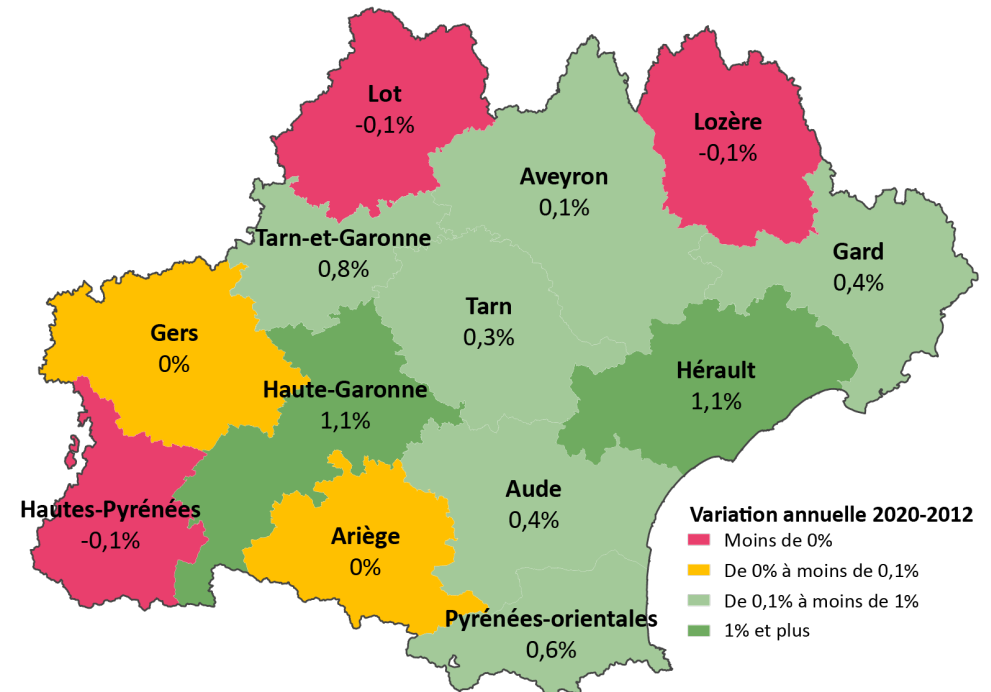 Lot
-0,1%
Lozère
-0,1%
Aveyron
0,1%
Tarn-et-Garonne
0,8%
Gard
0,4%
Tarn
0,3%
Gers
0%
Haute-Garonne
1,1%
Hérault
1,1%
Hautes-Pyrénées
-0,1%
Aude
0,4%
Ariège
0%
Pyrénées-orientales
0,6%
Variation annuelle 2020-2012
Moins de 0%
De 0% à moins de 0,1%
De 0,1% à moins de 1%
1% et plus